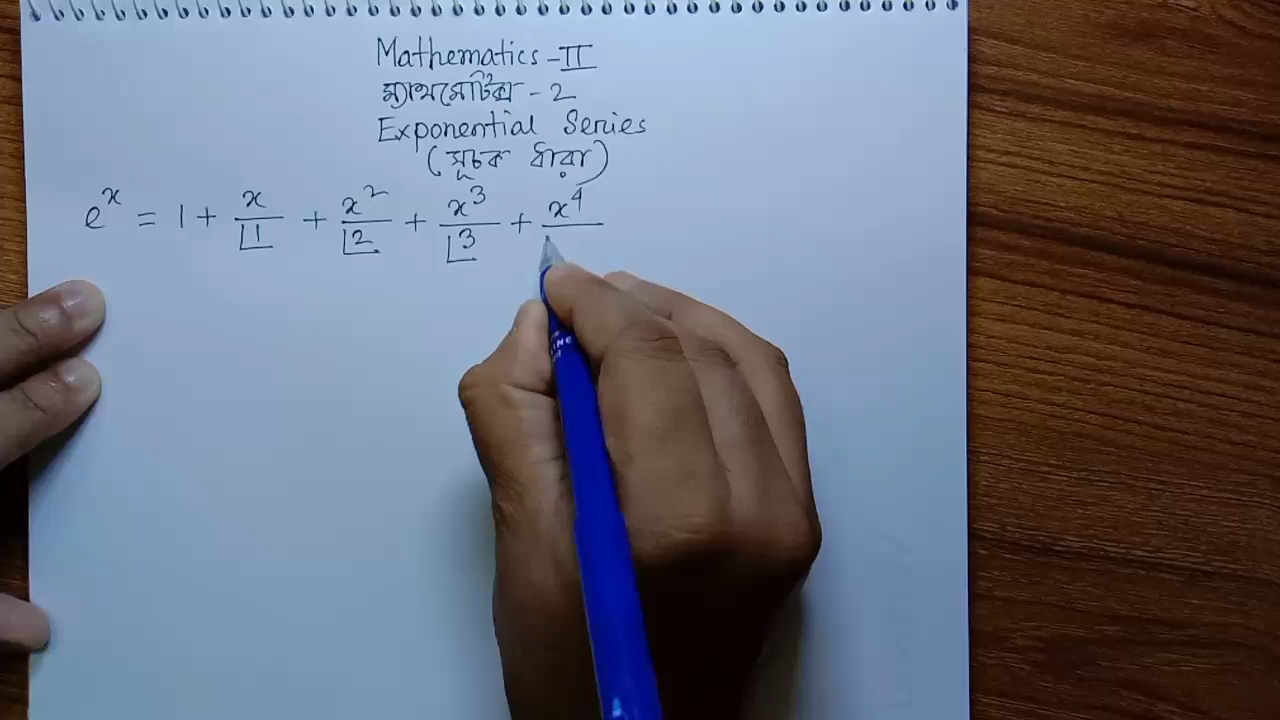 Mathematics - II
ম্যাথমেটিক্স - 2
Exponential Series
(সূচক ধারা)
e^x = 1 + x/⌊1 + x^2/⌊2 + x^3/⌊3 + x^4/